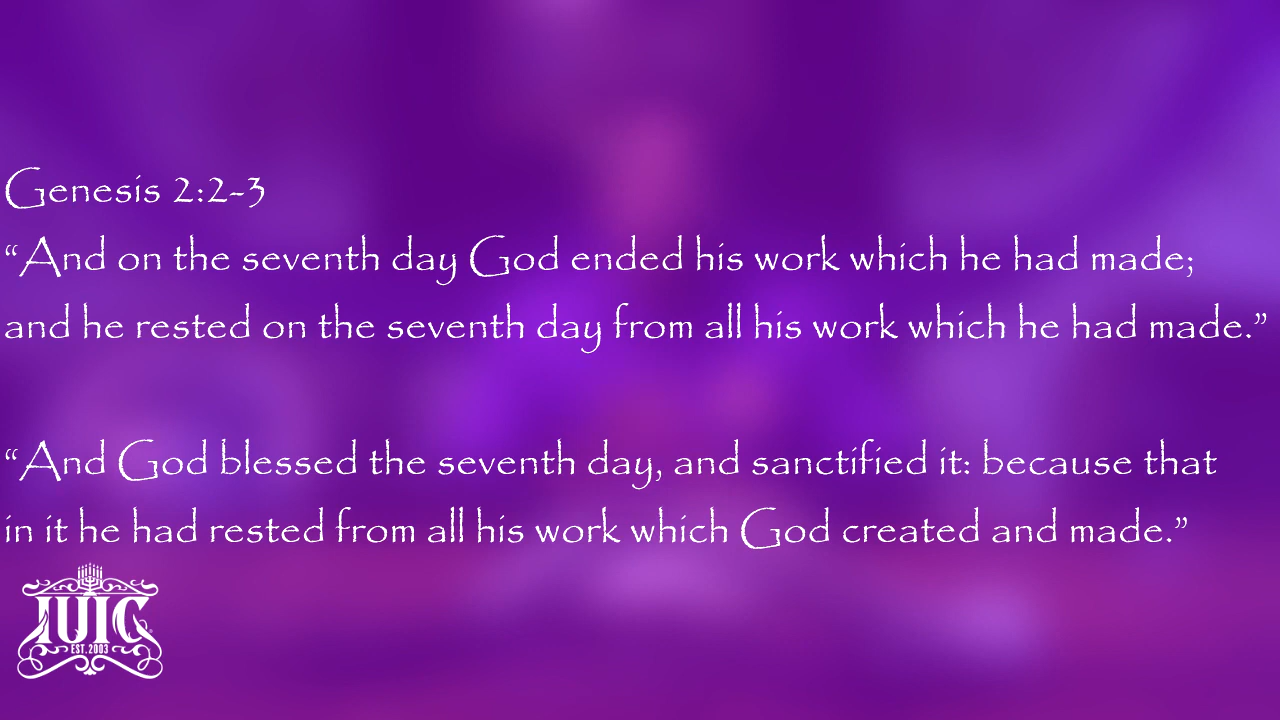 Genesis 2:2-3
“And on the seventh day God ended his work which he had made;
and he rested on the seventh day from all his work which he had made.”
“And God blessed the seventh day, and sanctified it: because that
in it he had rested from all his work which God created and made.”
IUIC
EST. 2003